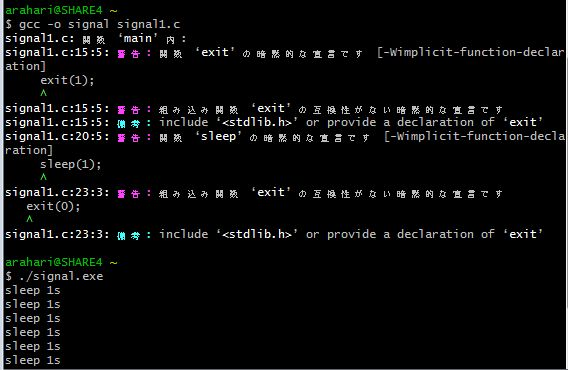 arahari@SHARE4 ~
$ gcc -o signal signal1.c
signal1.c: 関数 ‘main’ 内:
signal1.c:15:5: 警告: 関数 ‘exit’ の暗黙的な宣言です [-Wimplicit-function-declar
ation]
exit(1);
^
signal1.c:15:5: 警告: 組み込み関数 ‘exit’ の互換性がない暗黙的な宣言です
signal1.c:15:5: 備考: include ‘<stdlib.h>’ or provide a declaration of ‘exit’
signal1.c:20:5: 警告: 関数 ‘sleep’ の暗黙的な宣言です [-Wimplicit-function-decla
ration]
sleep(1);
^
signal1.c:23:3: 警告: 組み込み関数 ‘exit’ の互換性がない暗黙的な宣言です
exit(0);
^
signal1.c:23:3: 備考: include ‘<stdlib.h>’ or provide a declaration of ‘exit’
arahari@SHARE4 ~
$ ./signal.exe
sleep 1s
sleep 1s
sleep 1s
sleep 1s
sleep 1s
sleep 1s